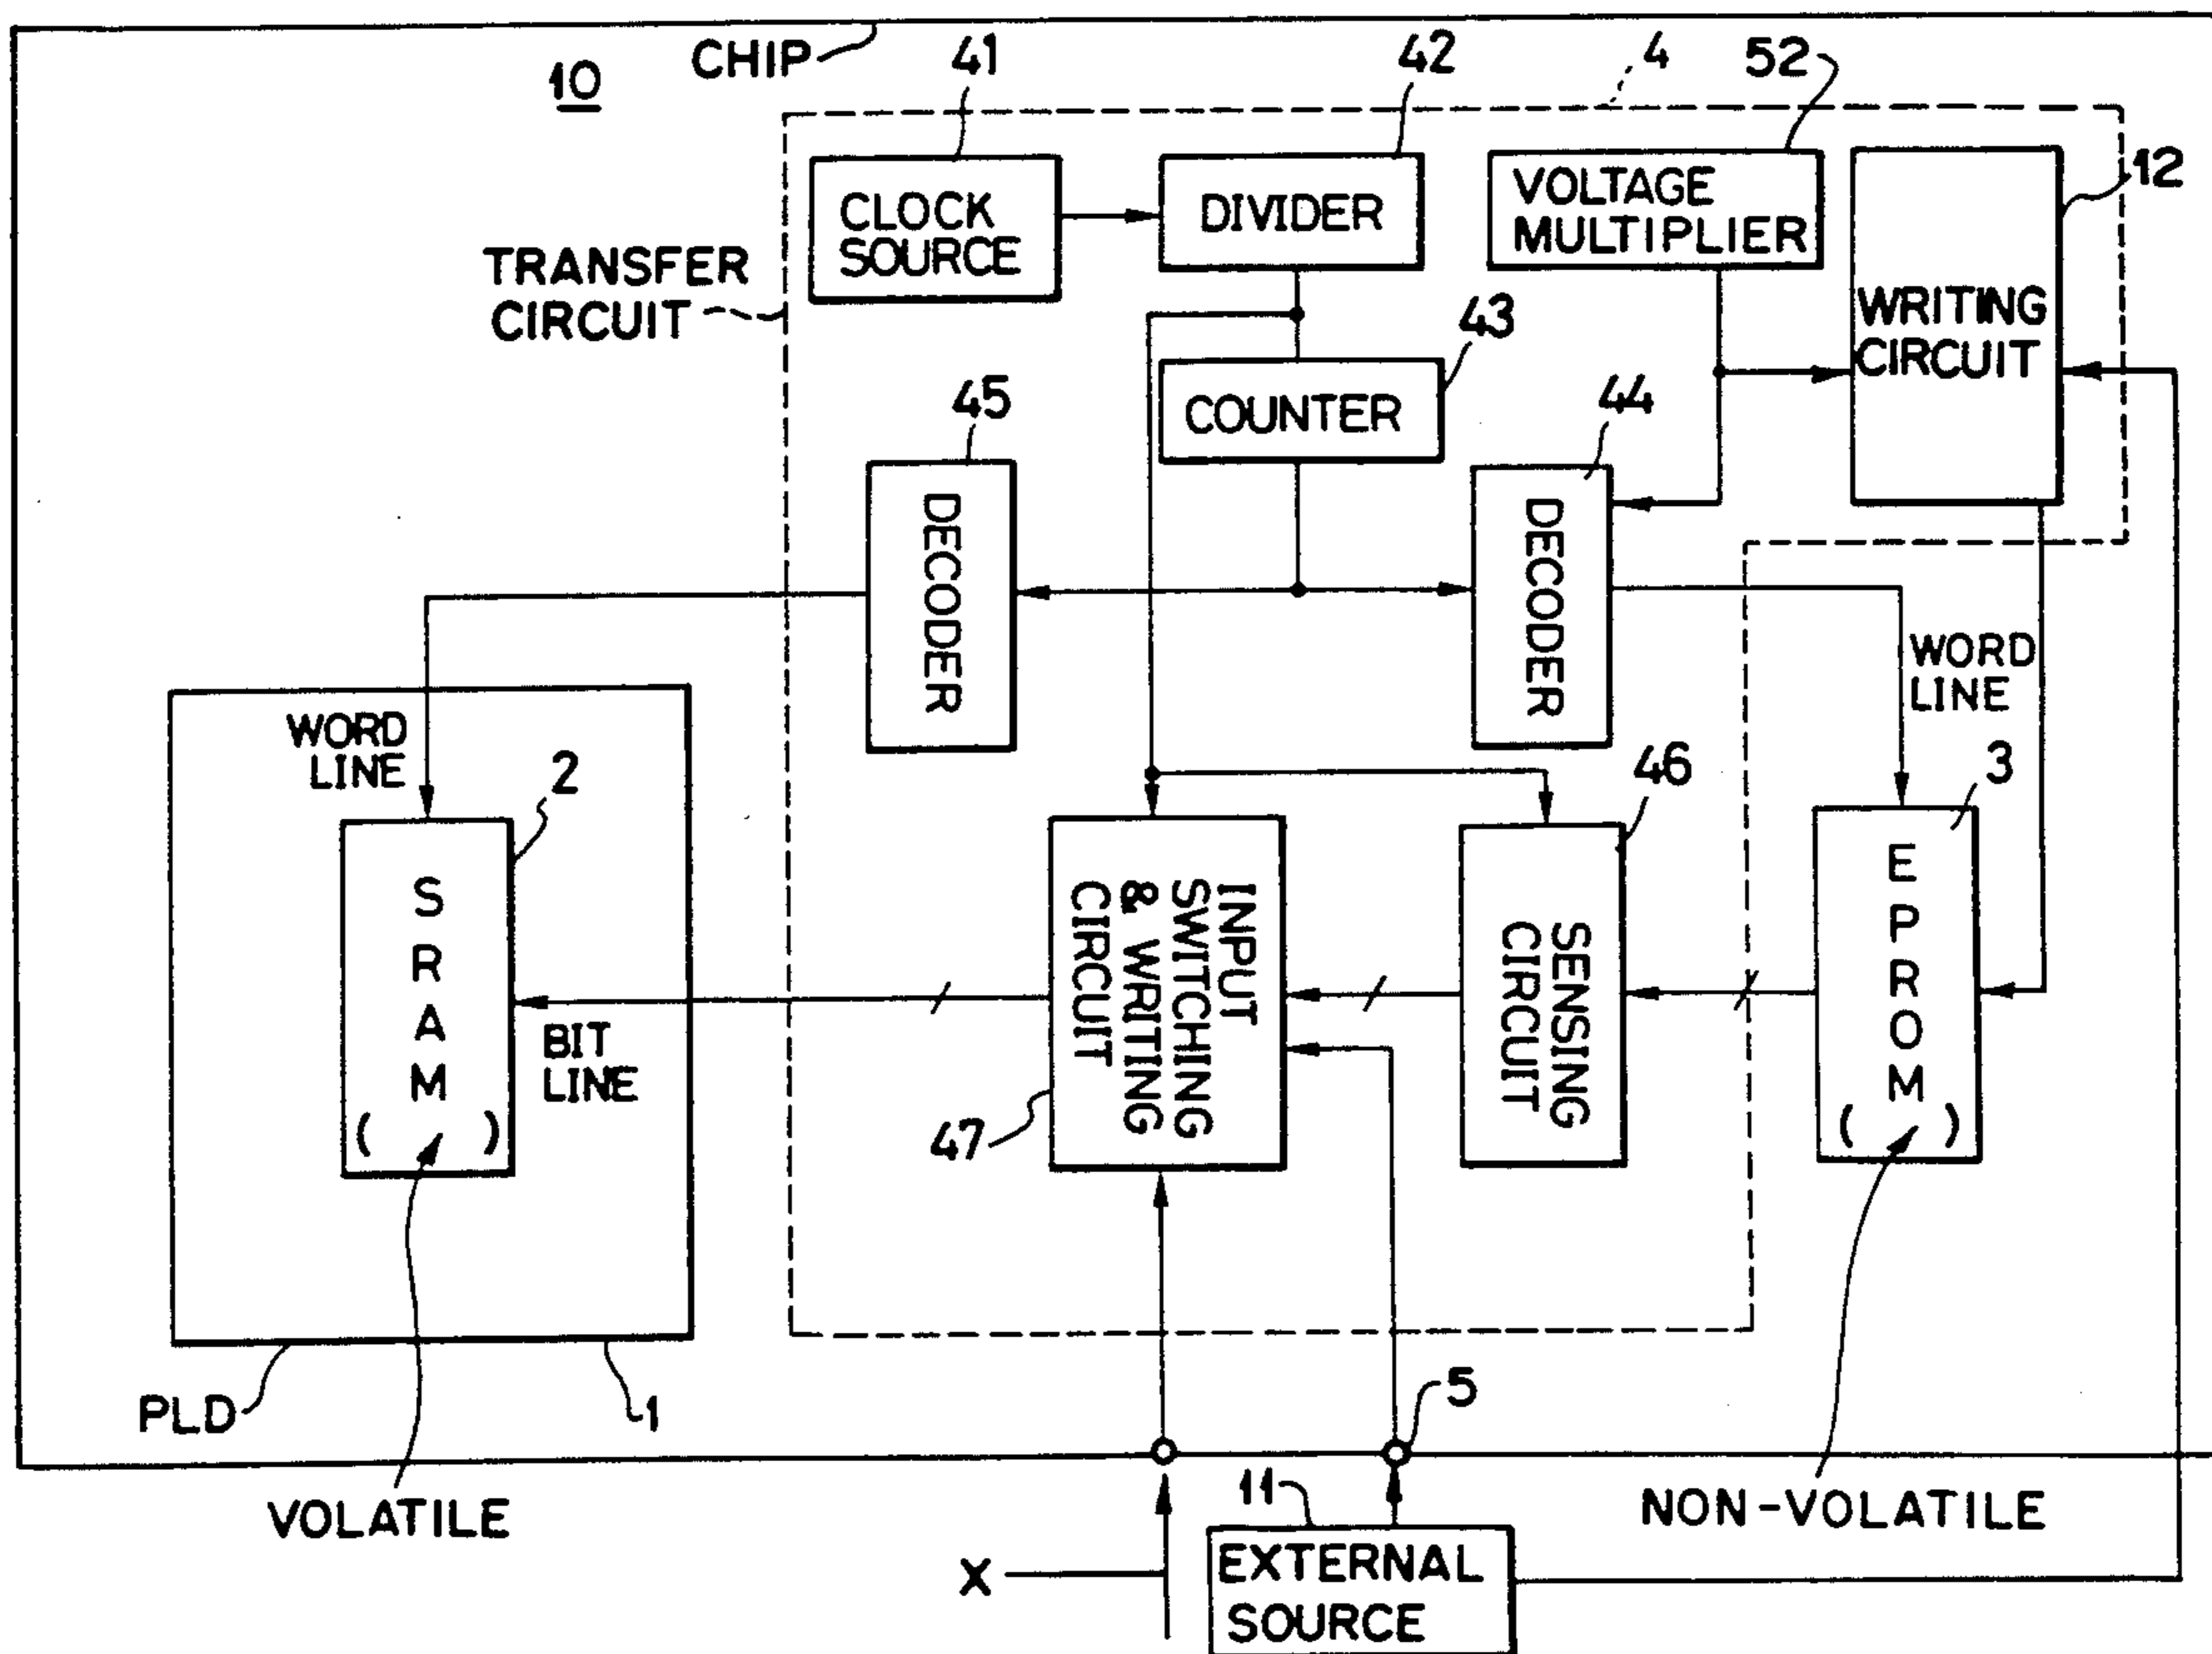 CHIP
10
41
42
4
52
12
CLOCK
SOURCE
DIVIDER
VOLTAGE
MULTIPLIER
WRITING
CIRCUIT
TRANSFER
CIRCUIT
43
COUNTER
45
44
DECODER
DECODER
WORD
LINE
WORD
LINE
2
46
3
SRAM
( )
BIT
LINE
INPUT
SWITCHING
& WRITING
CIRCUIT
47
SENSING
CIRCUIT
EPROM
( )
PLD
1
5
VOLATILE
11
NON-VOLATILE
X
EXTERNAL
SOURCE